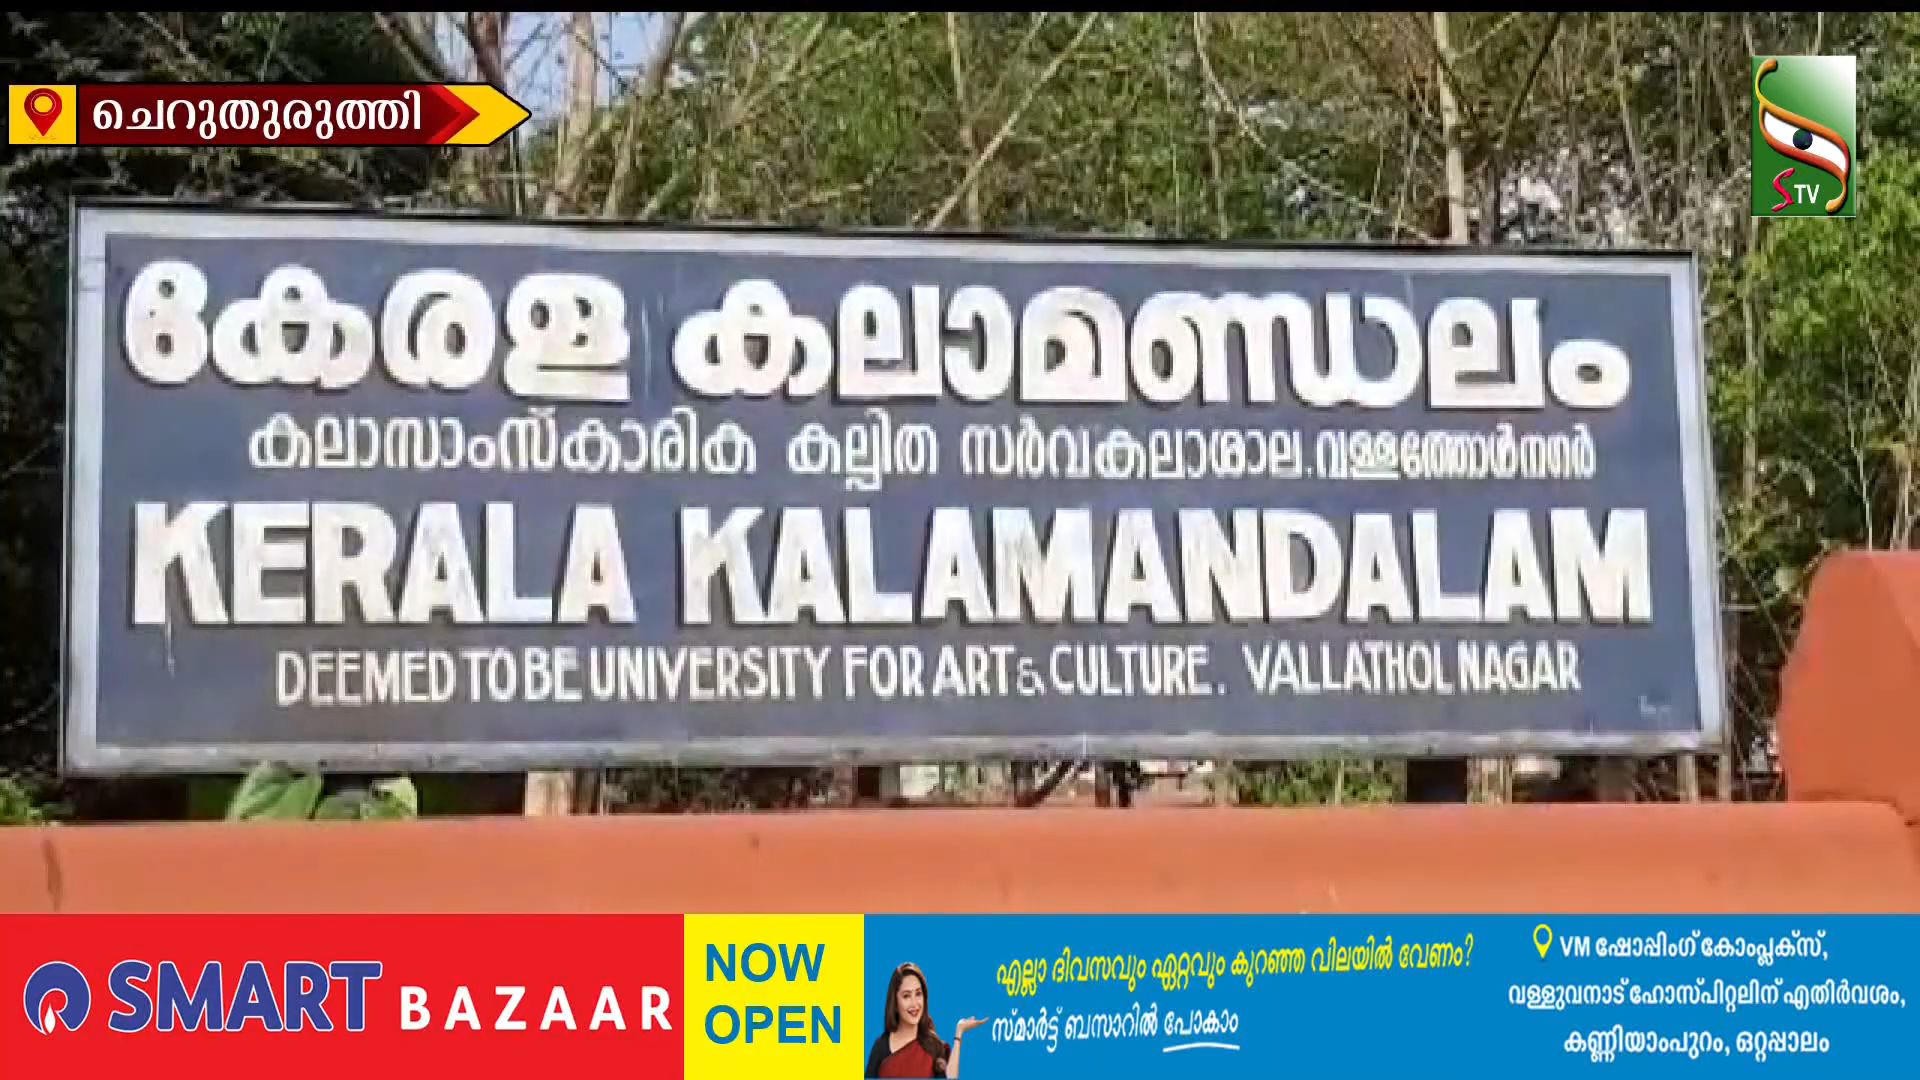 ചെറുതുരുത്തി
STV
കേരള കലാമണ്ഡലം
കലാസാംസ്കാരിക കല്പിത സർവകലാശാല.വള്ളത്തോൾനഗർ
KERALA KALAMANDALAM
DEEMED TO BE UNIVERSITY FOR ART & CULTURE. VALLATHOL NAGAR
SMART BAZAAR
NOW
OPEN
എല്ലാ ദിവസവും ഏറ്റവും കുറഞ്ഞ വിലയിൽ വേണം?
സ്മാർട്ട് ബസാറിൽ പോകാം
VM ഷോപ്പിംഗ് കോംപ്ലക്സ്,
വള്ളുവനാട് ഹോസ്പിറ്റലിന് എതിർവശം,
കണ്ണിയാംപുറം, ഒറ്റപ്പാലം